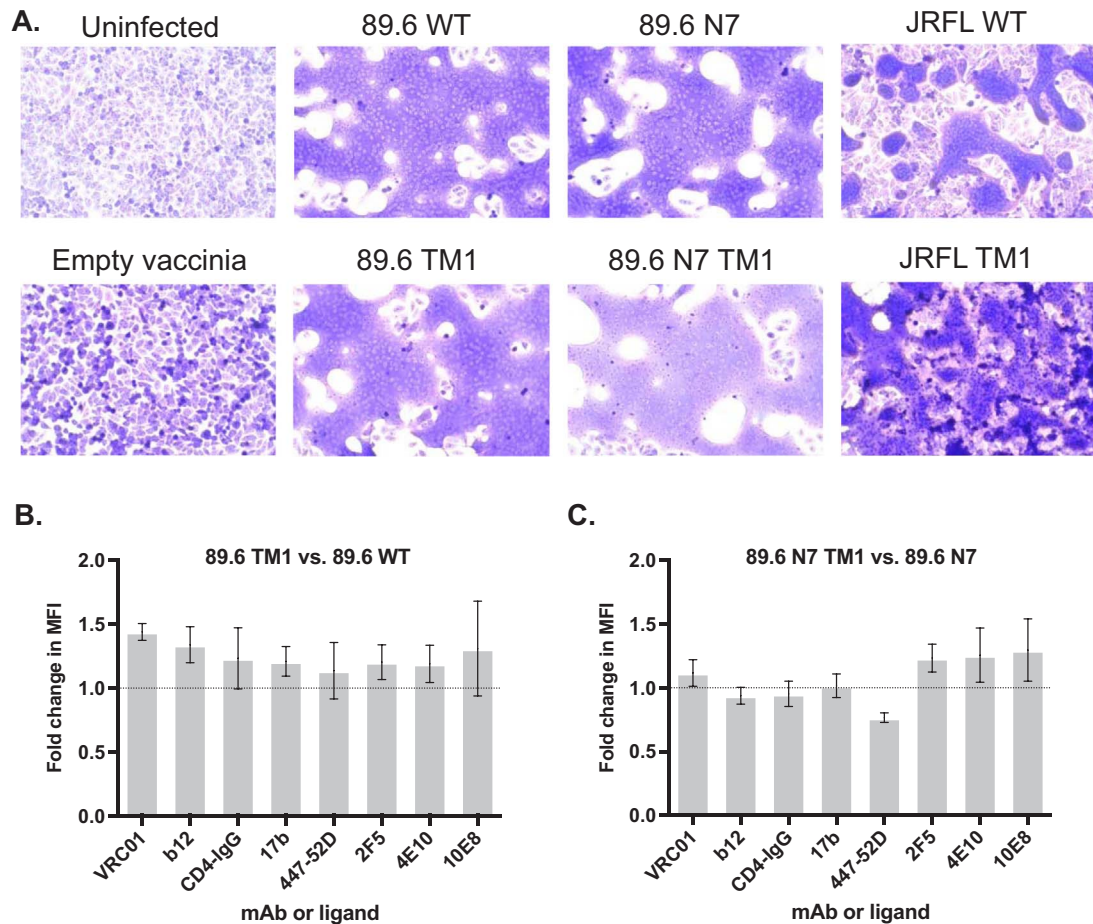 A.
Uninfected
89.6 WT
89.6 N7
JRFL WT
Empty vaccinia
89.6 TM1
89.6 N7 TM1
JRFL TM1
B.
89.6 TM1 vs. 89.6 WT
Fold change in MFI
2.0
1.5
1.0
0.5
0.0
VRC01
b12
CD4-IgG
17b
447-52D
2F5
4E10
10E8
mAb or ligand
C.
89.6 N7 TM1 vs. 89.6 N7
Fold change in MFI
2.0
1.5
1.0
0.5
0.0
VRC01
b12
CD4-IgG
17b
447-52D
2F5
4E10
10E8
mAb or ligand